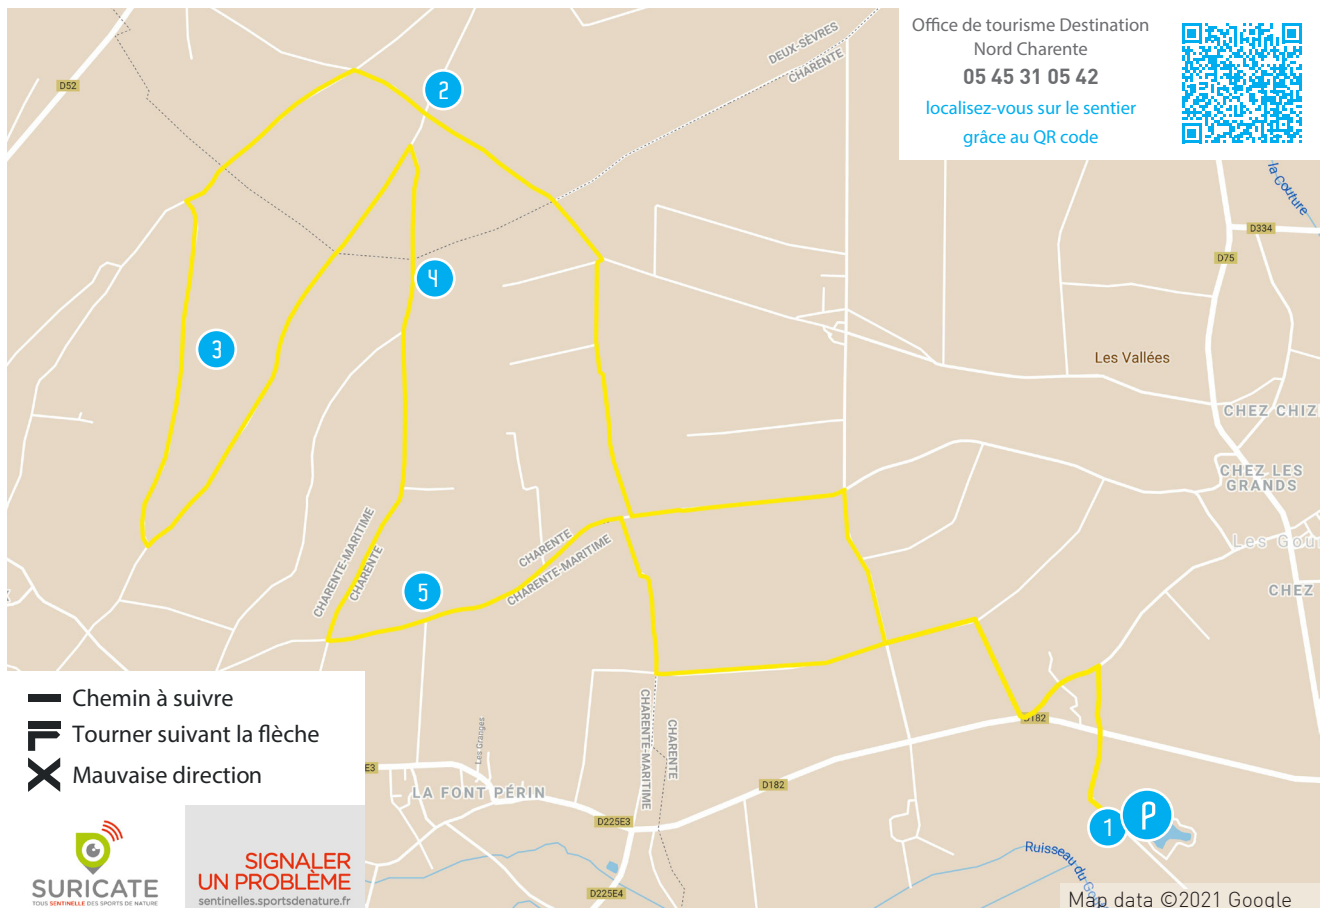 Office de tourisme Destination
Nord Charente
05 45 31 05 42
localisez-vous sur le sentier
grâce au QR code
DEUX-SÈVRES
CHARENTE
D52
2
la Couture
D334
D75
4
3
Les Vallées
CHEZ CHIZ
CHEZ LES
GRANDS
Les Gou
CHEZ
CHARENTE-MARITIME
CHARENTE
CHARENTE
CHARENTE-MARITIME
5
Chemin à suivre
Tourner suivant la flèche
Mauvaise direction
CHARENTE-MARITIME
CHARENTE
D182
Les Granges
E3
LA FONT PÉRIN
D182
D225E3
1
P
Ruisseau du Gou
D225E4
SURICATE
TOUS SENTINELLE DES SPORTS DE NATURE
SIGNALER
UN PROBLÈME
sentinelles.sportsdenature.fr
Map data ©2021 Google